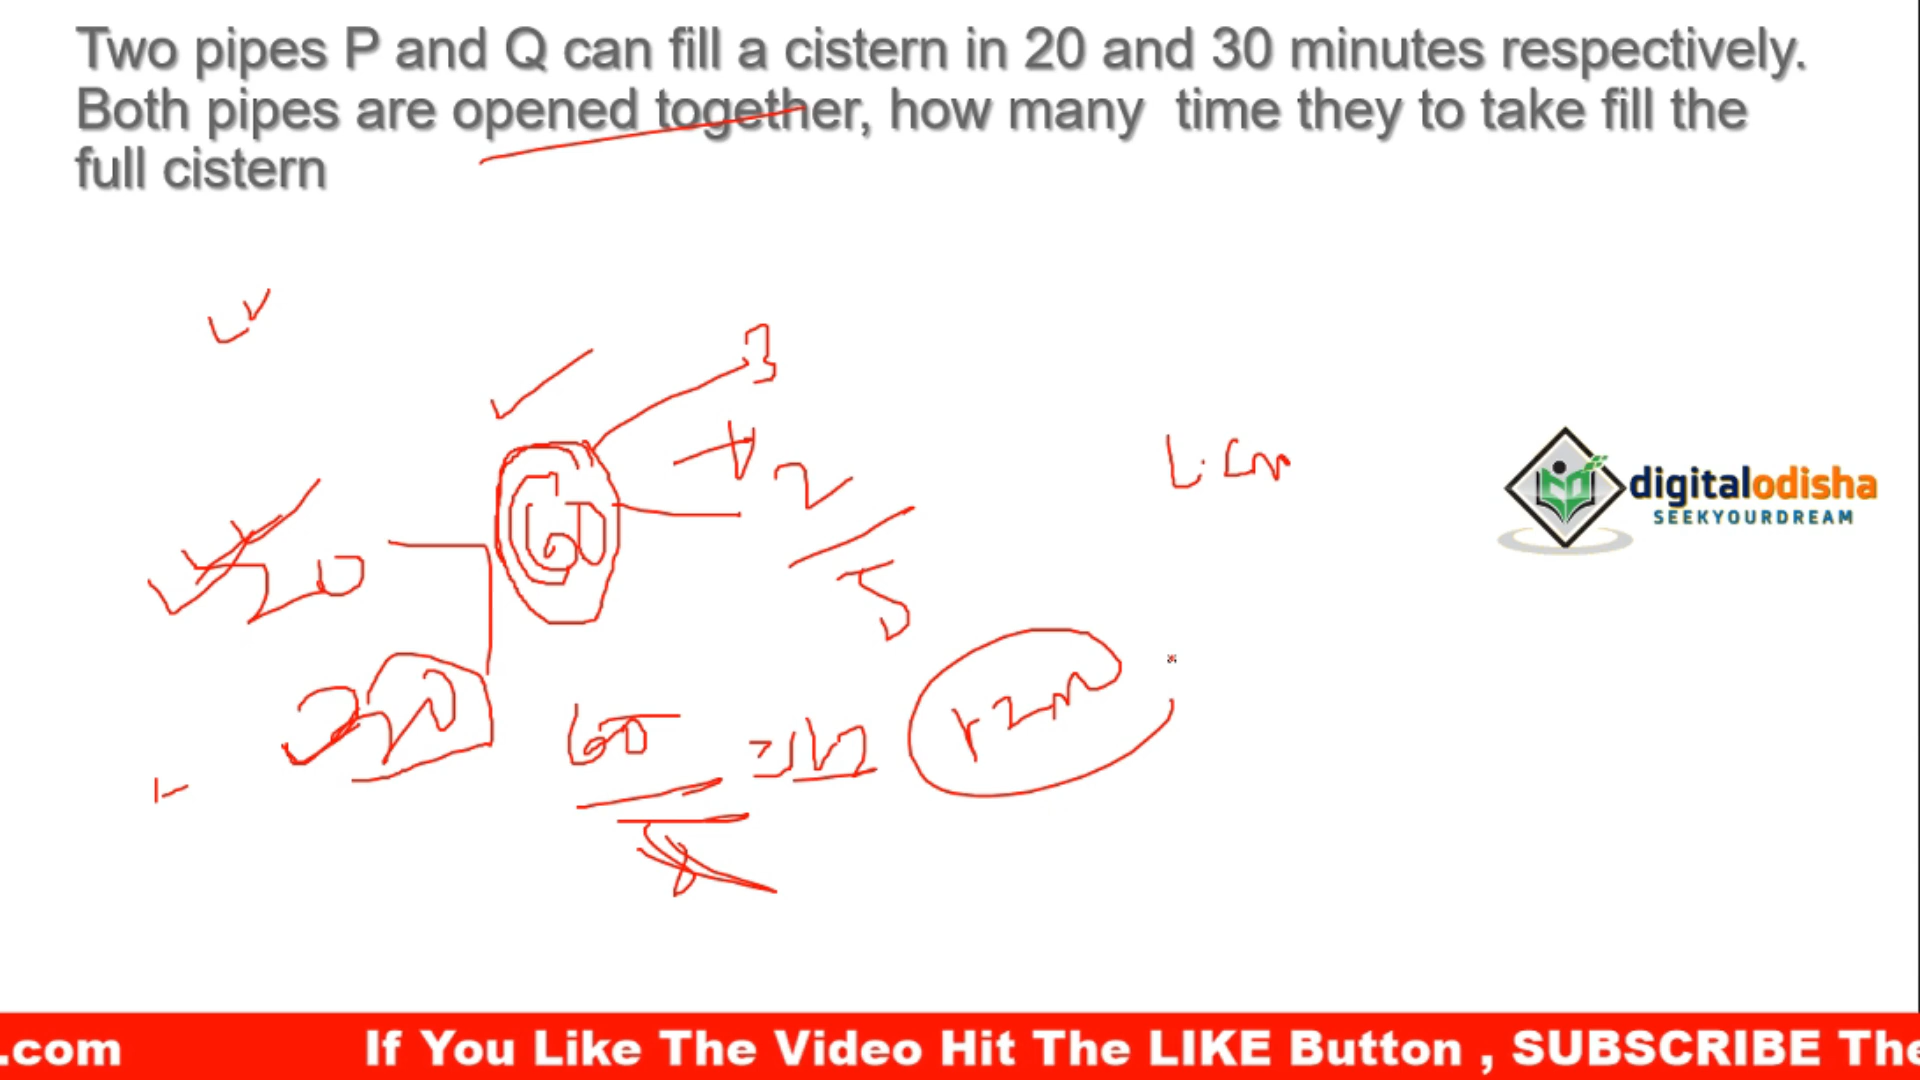 Two pipes P and Q can fill a cistern in 20 and 30 minutes respectively.
Both pipes are opened together, how many time they to take fill the
full cistern
3
2
60
L.Cm
digitalodisha
SEEKYOURDREAM
20
5
12m
60
.com If You Like The Video Hit The LIKE Button , SUBSCRIBE The